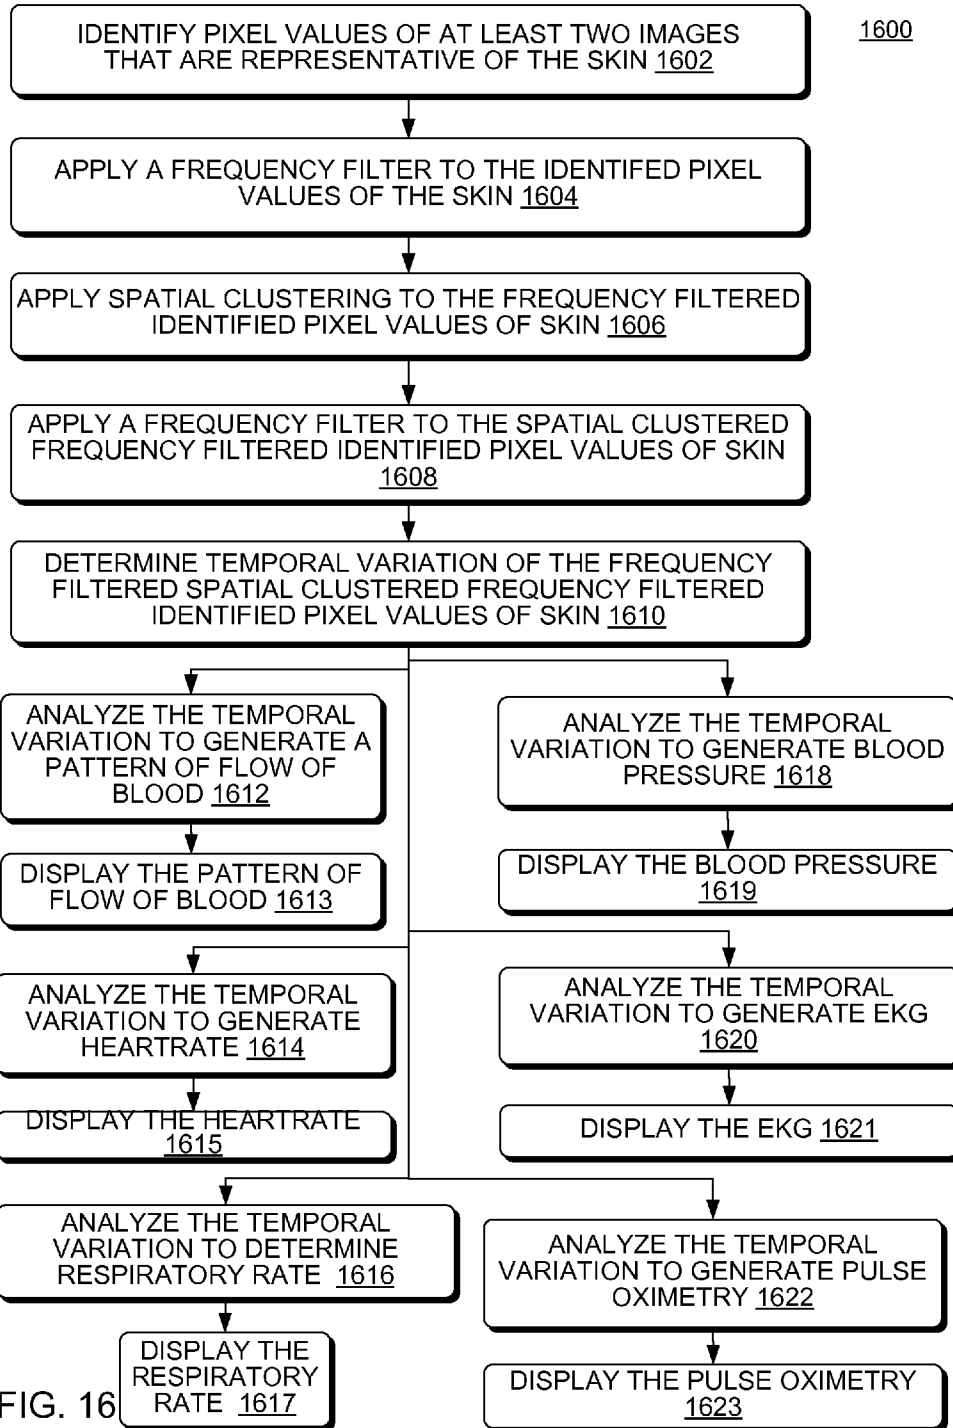 IDENTIFY PIXEL VALUES OF AT LEAST TWO IMAGES
THAT ARE REPRESENTATIVE OF THE SKIN 1602
1600
APPLY A FREQUENCY FILTER TO THE IDENTIFED PIXEL
VALUES OF THE SKIN 1604
APPLY SPATIAL CLUSTERING TO THE FREQUENCY FILTERED
IDENTIFIED PIXEL VALUES OF SKIN 1606
APPLY A FREQUENCY FILTER TO THE SPATIAL CLUSTERED
FREQUENCY FILTERED IDENTIFIED PIXEL VALUES OF SKIN
1608
DETERMINE TEMPORAL VARIATION OF THE FREQUENCY
FILTERED SPATIAL CLUSTERED FREQUENCY FILTERED
IDENTIFIED PIXEL VALUES OF SKIN 1610
ANALYZE THE TEMPORAL
VARIATION TO GENERATE A
PATTERN OF FLOW OF
BLOOD 1612
DISPLAY THE PATTERN OF
FLOW OF BLOOD 1613
ANALYZE THE TEMPORAL
VARIATION TO GENERATE BLOOD
PRESSURE 1618
DISPLAY THE BLOOD PRESSURE
1619
ANALYZE THE TEMPORAL
VARIATION TO GENERATE
HEARTRATE 1614
DISPLAY THE HEARTRATE
1615
ANALYZE THE TEMPORAL
VARIATION TO GENERATE EKG
1620
DISPLAY THE EKG 1621
ANALYZE THE TEMPORAL
VARIATION TO DETERMINE
RESPIRATORY RATE 1616
DISPLAY THE
RESPIRATORY
RATE 1617
ANALYZE THE TEMPORAL
VARIATION TO GENERATE PULSE
OXIMETRY 1622
DISPLAY THE PULSE OXIMETRY
1623
FIG. 16